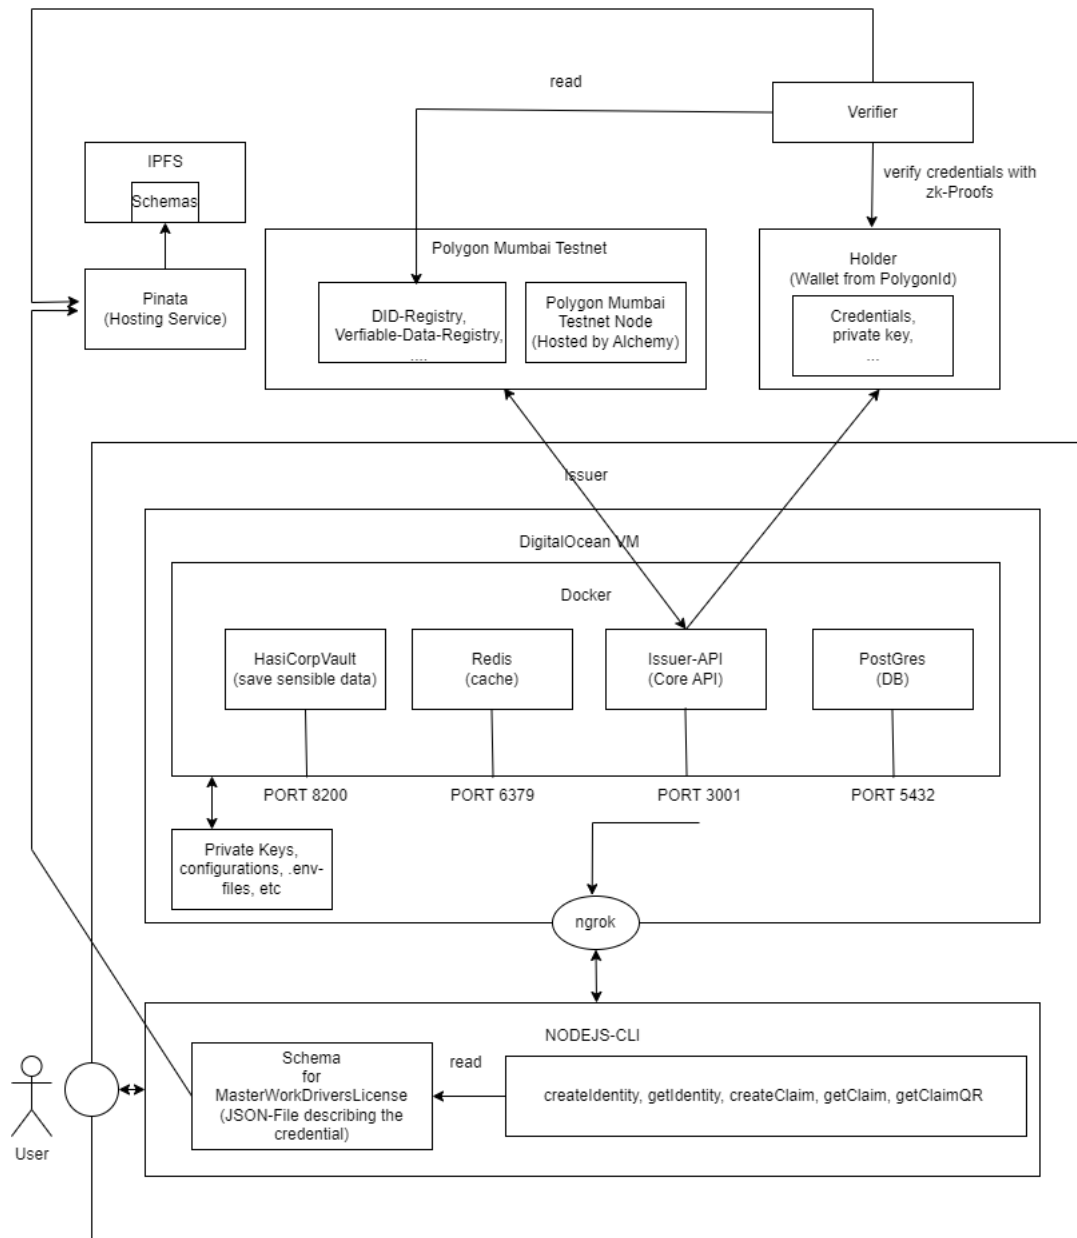 read
Verifier
IPFS
Schemas
verify credentials with
zk-Proofs
Polygon Mumbai Testnet
Holder
(Wallet from PolygonId)
Pinata
(Hosting Service)
DID-Registry,
Verfiable-Data-Registry,
....
Polygon Mumbai
Testnet Node
(Hosted by Alchemy)
Credentials,
private key,
...
Issuer
DigitalOcean VM
Docker
HasiCorpVault
(save sensible data)
Redis
(cache)
Issuer-API
(Core API)
PostGres
(DB)
PORT 8200
PORT 6379
PORT 3001
PORT 5432
Private Keys,
configurations, .env-
files, etc
ngrok
NODEJS-CLI
Schema
for
MasterWorkDriversLicense
(JSON-File describing the
credential)
read
createIdentity, getIdentity, createClaim, getClaim, getClaimQR
User